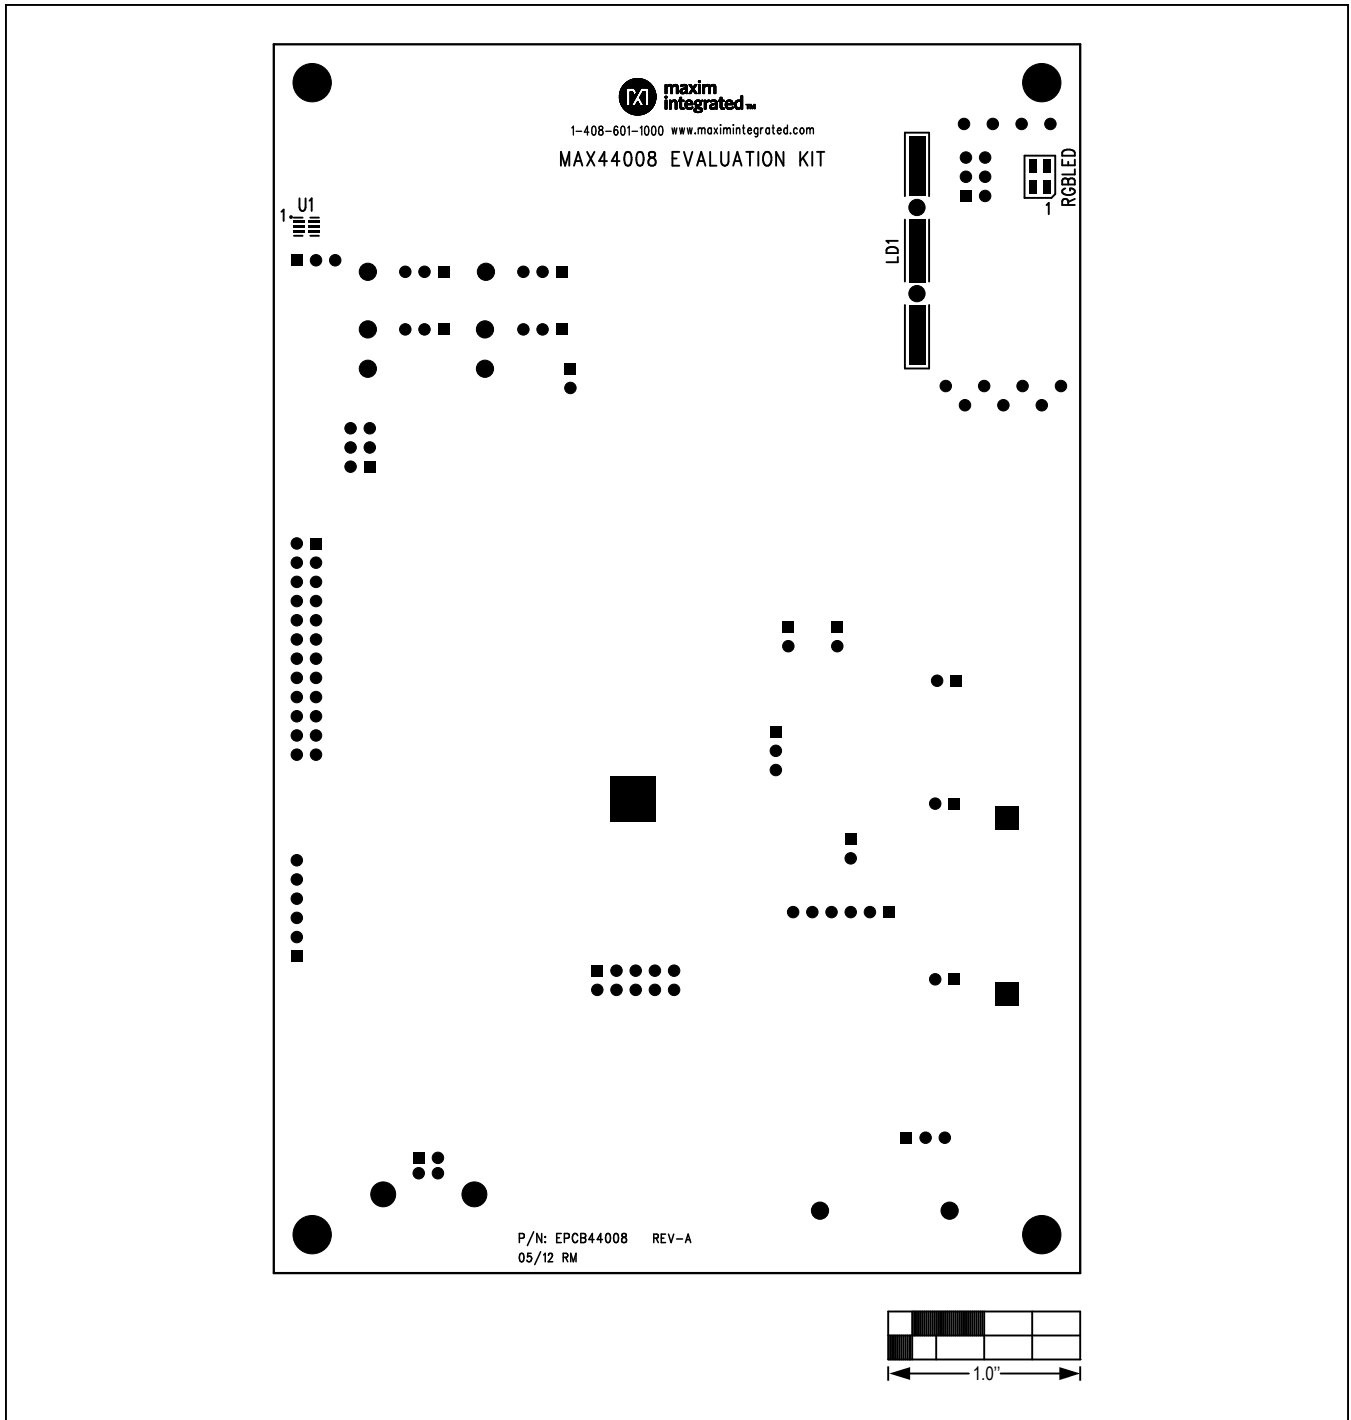 maxim
integrated™
1-408-601-1000 www.maximintegrated.com
MAX44008 EVALUATION KIT
RGBLED
1
U1
1
LD1
P/N: EPCB44008 REV-A
05/12 RM
1.0”